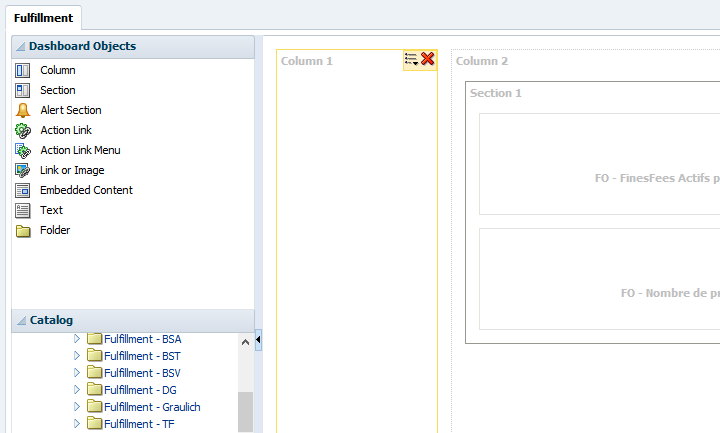 Fulfillment
Dashboard Objects
Column
Section
Alert Section
Action Link
Action Link Menu
Link or Image
Embedded Content
Text
Folder
Catalog
Fulfillment - BSA
Fulfillment - BST
Fulfillment - BSV
Fulfillment - DG
Fulfillment - Graulich
Fulfillment - TF
Column 1
Column 2
Section 1
FO - FinesFees Actifs p
FO - Nombre de pr